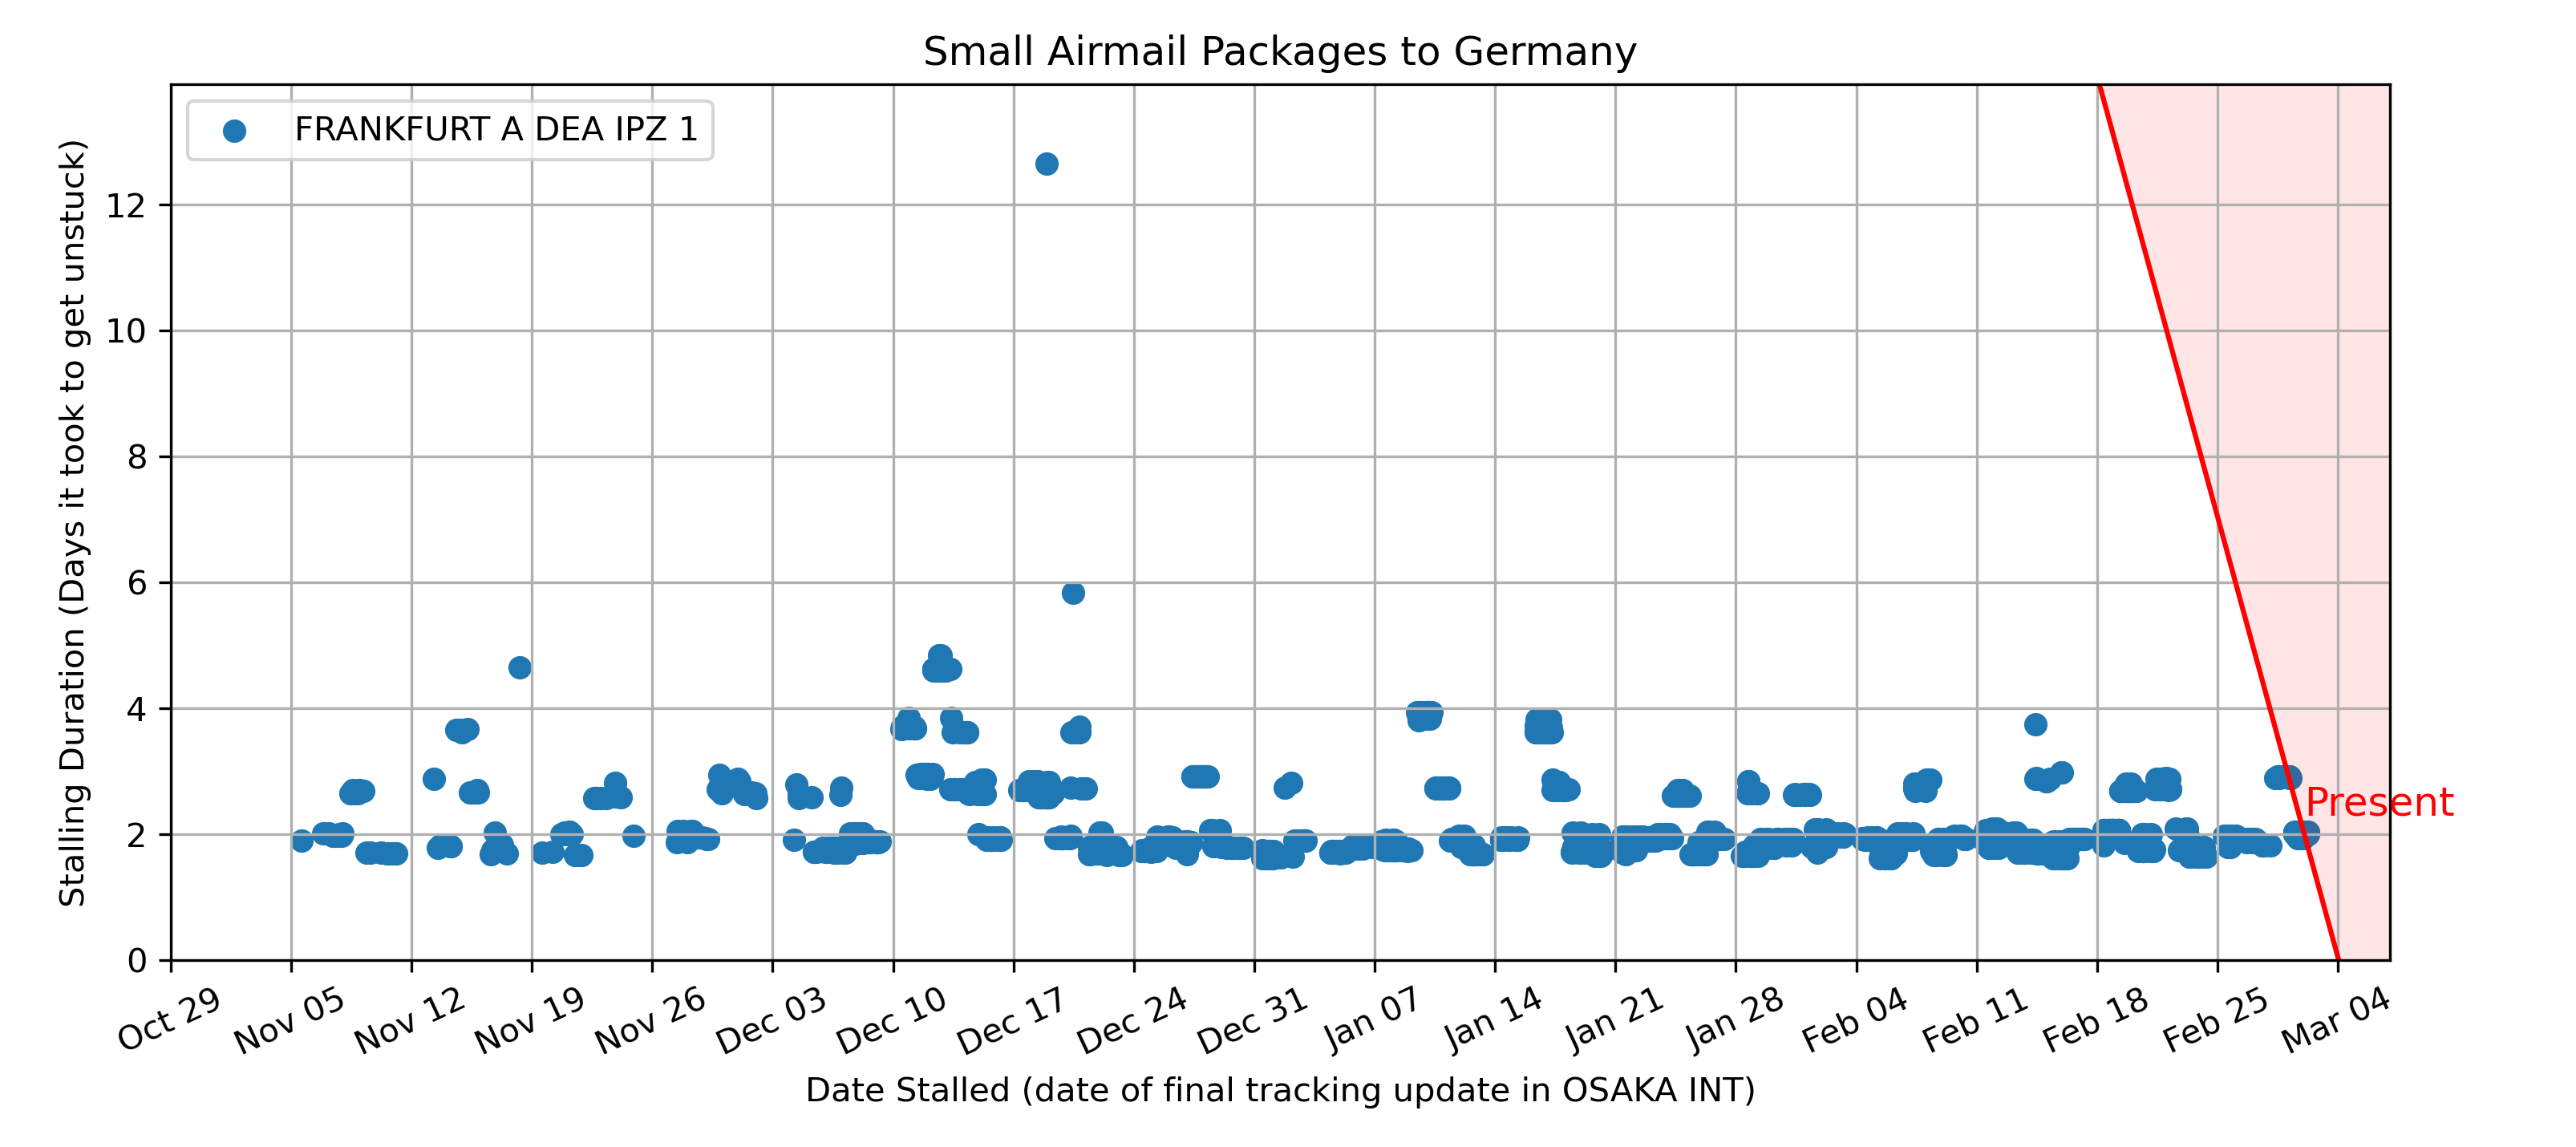 Small Airmail Packages to Germany
FRANKFURT A DEA IPZ 1
Stalling Duration (Days it took to get unstuck)
12
10
8
6
4
2
0
Present
Oct 29
Nov 05
Nov 12
Nov 19
Nov 26
Dec 03
Dec 10
Dec 17
Dec 24
Dec 31
Jan 07
Jan 14
Jan 21
Jan 28
Feb 04
Feb 11
Feb 18
Feb 25
Mar 04
Date Stalled (date of final tracking update in OSAKA INT)